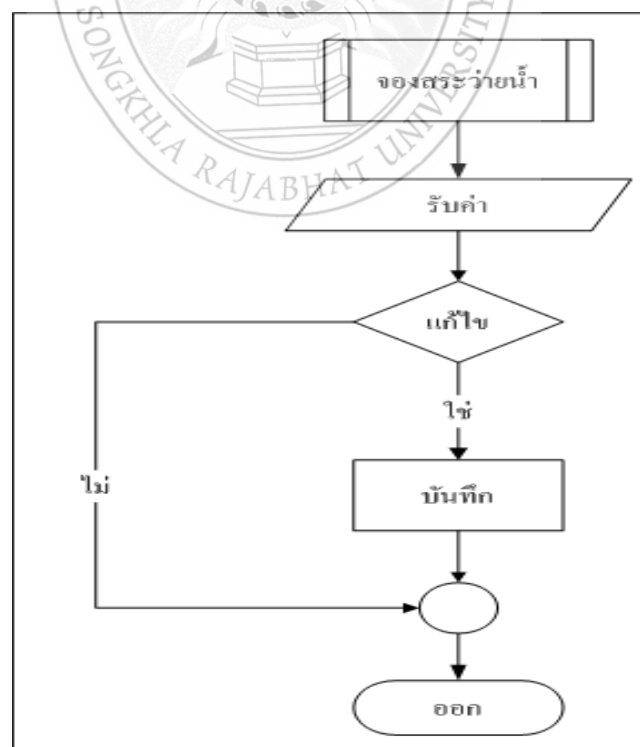 SONGKHLA RAJABHAT UNIVERSITY
จองสระว่ายน้ำ
รับค่า
แก้ไข
ใช่
ไม่
บันทึก
ออก